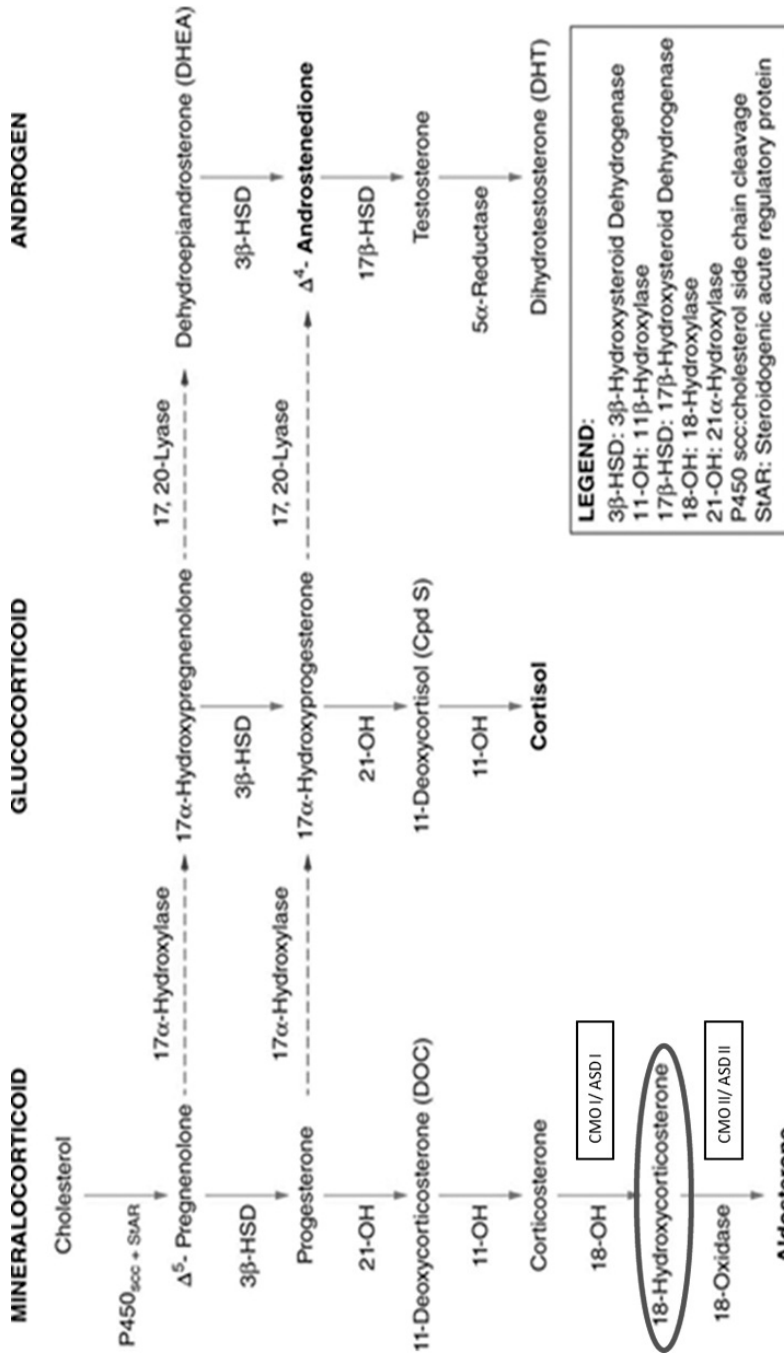 MINERALOCORTICOID
GLUCOCORTICOID
ANDROGEN
Cholesterol
P450scc + StAR
Δ⁵- Pregnenolone
17α-Hydroxylase
17α-Hydroxypregnenolone
17, 20-Lyase
Dehydroepiandrosterone (DHEA)
3β-HSD
3β-HSD
3β-HSD
Progesterone
17α-Hydroxylase
17α-Hydroxyprogesterone
17, 20-Lyase
Δ⁴- Androstenedione
21-OH
21-OH
17β-HSD
11-Deoxycorticosterone (DOC)
11-Deoxycortisol (Cpd S)
Testosterone
11-OH
11-OH
5α-Reductase
Corticosterone
Cortisol
Dihydrotestosterone (DHT)
18-OH
CMO I/ ASD I
18-Hydroxycorticosterone
18-Oxidase
CMO II/ ASD II
Aldosterone
LEGEND:
3β-HSD: 3β-Hydroxysteroid Dehydrogenase
11-OH: 11β-Hydroxylase
17β-HSD: 17β-Hydroxysteroid Dehydrogenase
18-OH: 18-Hydroxylase
21-OH: 21α-Hydroxylase
P450 scc:cholesterol side chain cleavage
StAR: Steroidogenic acute regulatory protein